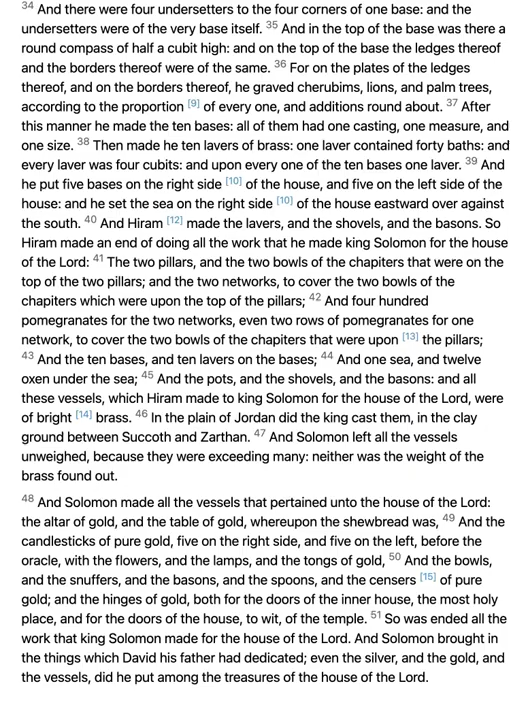 34 And there were four undersetters to the four corners of one base: and the
undersetters were of the very base itself. 35 And in the top of the base was there a
round compass of half a cubit high: and on the top of the base the ledges thereof
and the borders thereof were of the same. 36 For on the plates of the ledges
thereof, and on the borders thereof, he graved cherubims, lions, and palm trees,
according to the proportion [9] of every one, and additions round about. 37 After
this manner he made the ten bases: all of them had one casting, one measure, and
one size. 38 Then made he ten lavers of brass: one laver contained forty baths: and
every laver was four cubits: and upon every one of the ten bases one laver. 39 And
he put five bases on the right side [10] of the house, and five on the left side of the
house: and he set the sea on the right side [10] of the house eastward over against
the south. 40 And Hiram [12] made the lavers, and the shovels, and the basons. So
Hiram made an end of doing all the work that he made king Solomon for the house
of the Lord: 41 The two pillars, and the two bowls of the chapiters that were on the
top of the two pillars; and the two networks, to cover the two bowls of the
chapiters which were upon the top of the pillars; 42 And four hundred
pomegranates for the two networks, even two rows of pomegranates for one
network, to cover the two bowls of the chapiters that were upon [13] the pillars;
43 And the ten bases, and ten lavers on the bases; 44 And one sea, and twelve
oxen under the sea; 45 And the pots, and the shovels, and the basons: and all
these vessels, which Hiram made to king Solomon for the house of the Lord, were
of bright [14] brass. 46 In the plain of Jordan did the king cast them, in the clay
ground between Succoth and Zarthan. 47 And Solomon left all the vessels
unweighed, because they were exceeding many: neither was the weight of the
brass found out.
48 And Solomon made all the vessels that pertained unto the house of the Lord:
the altar of gold, and the table of gold, whereupon the shewbread was, 49 And the
candlesticks of pure gold, five on the right side, and five on the left, before the
oracle, with the flowers, and the lamps, and the tongs of gold, 50 And the bowls,
and the snuffers, and the basons, and the spoons, and the censers [15] of pure
gold; and the hinges of gold, both for the doors of the inner house, the most holy
place, and for the doors of the house, to wit, of the temple. 51 So was ended all the
work that king Solomon made for the house of the Lord. And Solomon brought in
the things which David his father had dedicated; even the silver, and the gold, and
the vessels, did he put among the treasures of the house of the Lord.